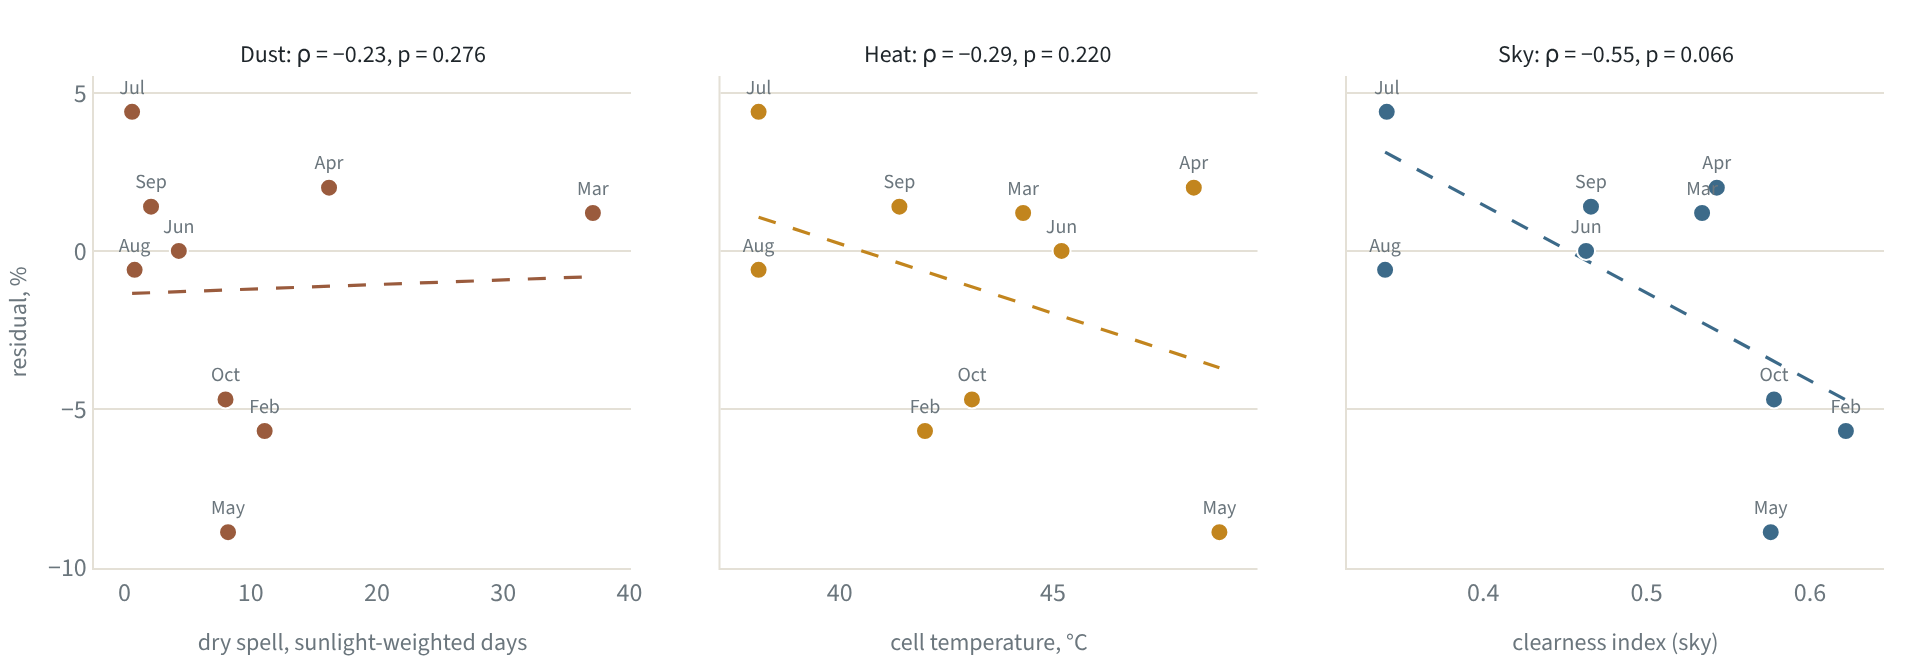 Dust: ρ = −0.23, p = 0.276
Jul
5
Apr
Sep
Mar
Jun
Aug
0
Oct
−5
Feb
May
−10
0 10 20 30 40
dry spell, sunlight-weighted days
residual, %
Heat: ρ = −0.29, p = 0.220
Jul
Apr
Sep
Mar
Jun
Aug
Oct
Feb
May
40 45
cell temperature, °C
Sky: ρ = −0.55, p = 0.066
Jul
Apr
Sep
Mar
Jun
Aug
Oct
Feb
May
0.4 0.5 0.6
clearness index (sky)